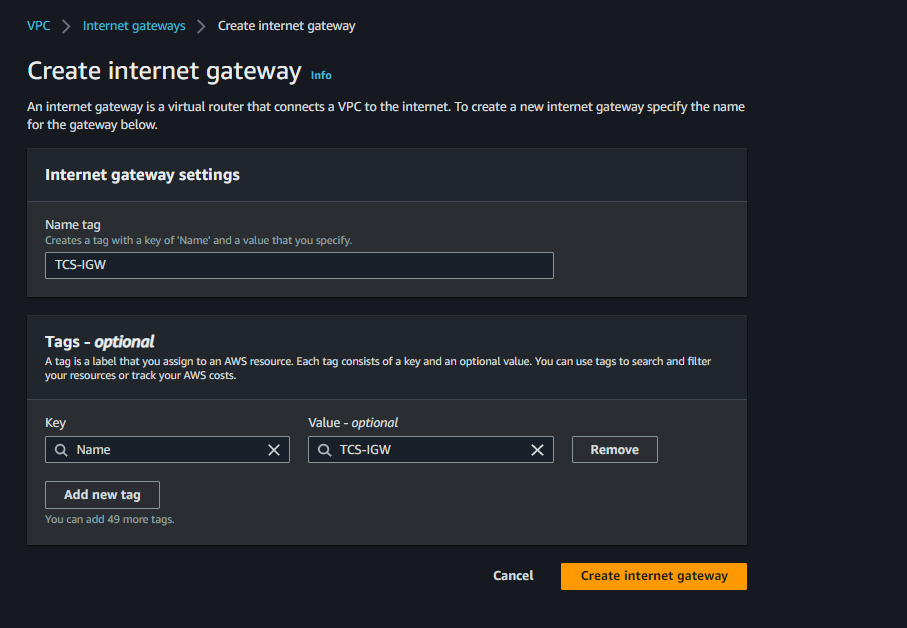 VPC > Internet gateways > Create internet gateway
Create internet gateway Info
An internet gateway is a virtual router that connects a VPC to the internet. To create a new internet gateway specify the name
for the gateway below.
Internet gateway settings
Name tag
Creates a tag with a key of 'Name' and a value that you specify.
TCS-IGW
Tags - optional
A tag is a label that you assign to an AWS resource. Each tag consists of a key and an optional value. You can use tags to search and filter
your resources or track your AWS costs.
Key Value - optional
Name TCS-IGW Remove
Add new tag
You can add 49 more tags.
Cancel Create internet gateway